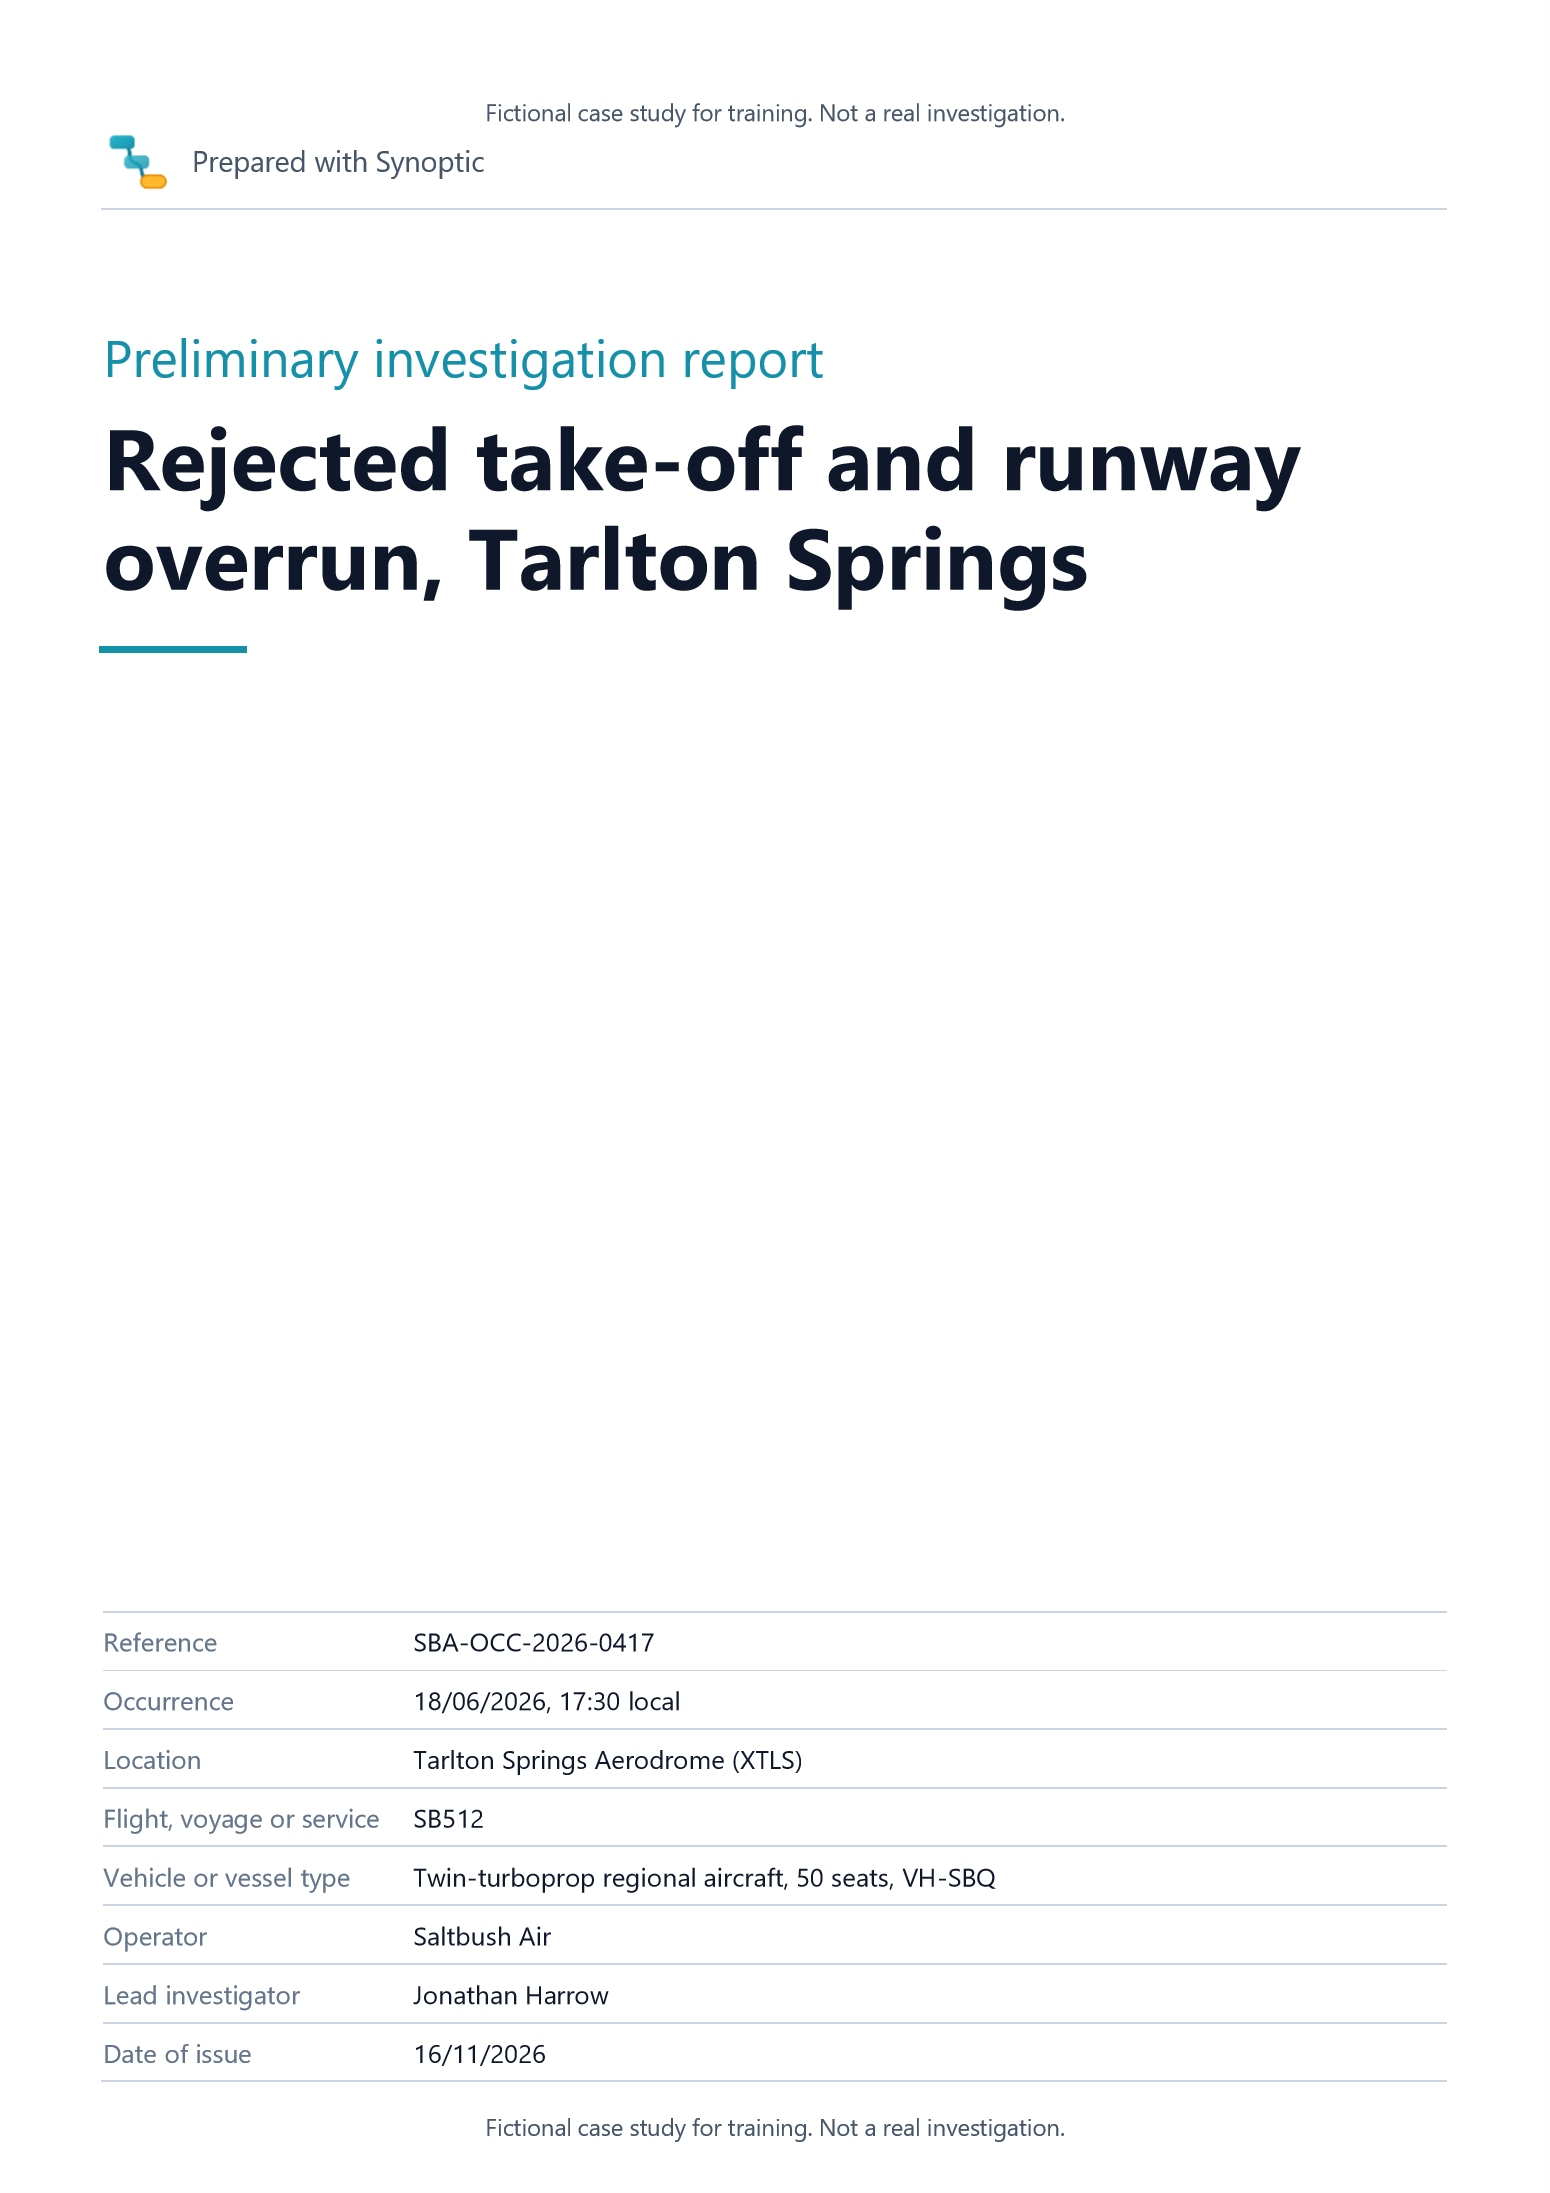 Fictional case study for training. Not a real investigation.
Prepared with Synoptic
Preliminary investigation report
Rejected take-off and runway
overrun, Tarlton Springs
Reference SBA-OCC-2026-0417
Occurrence 18/06/2026, 17:30 local
Location Tarlton Springs Aerodrome (XTLS)
Flight, voyage or service SB512
Vehicle or vessel type Twin-turboprop regional aircraft, 50 seats, VH-SBQ
Operator Saltbush Air
Lead investigator Jonathan Harrow
Date of issue 16/11/2026
Fictional case study for training. Not a real investigation.